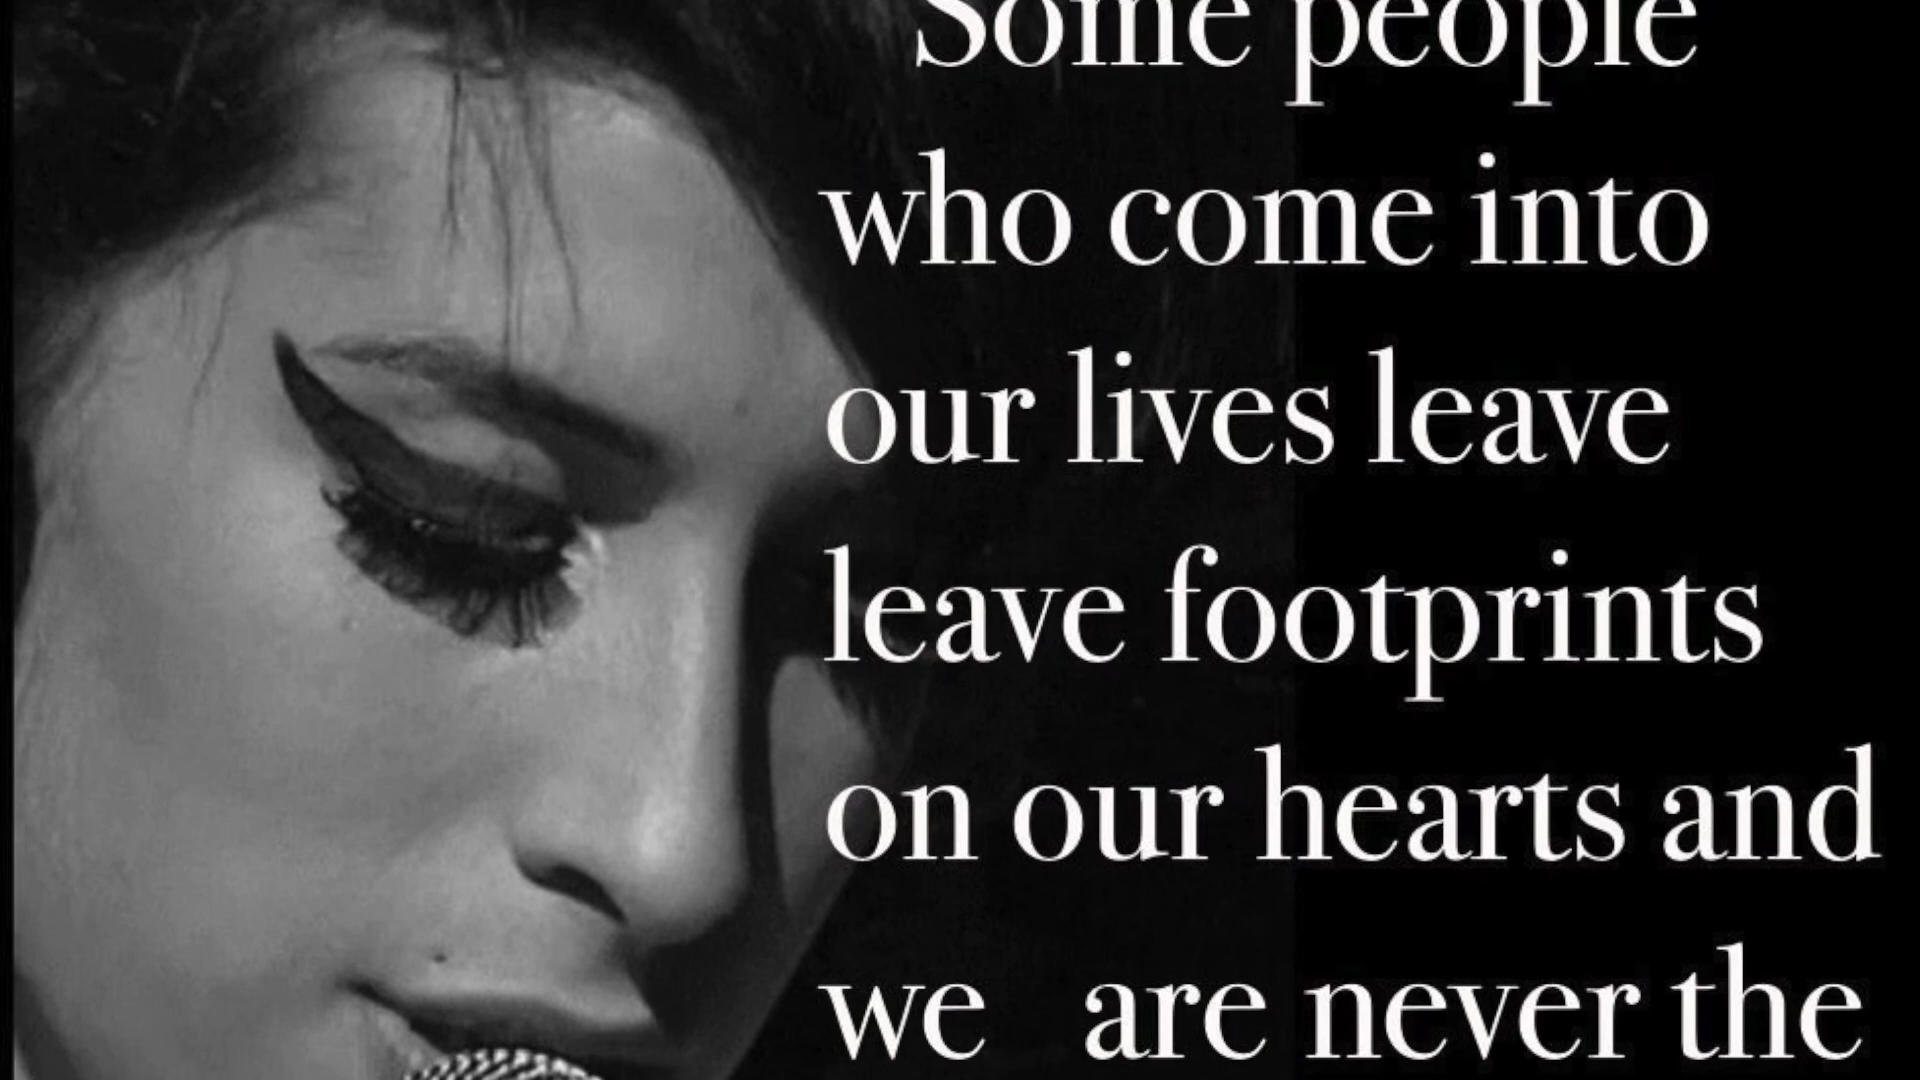 Some people
who come into
our lives leave
leave footprints
on our hearts and
we are never the